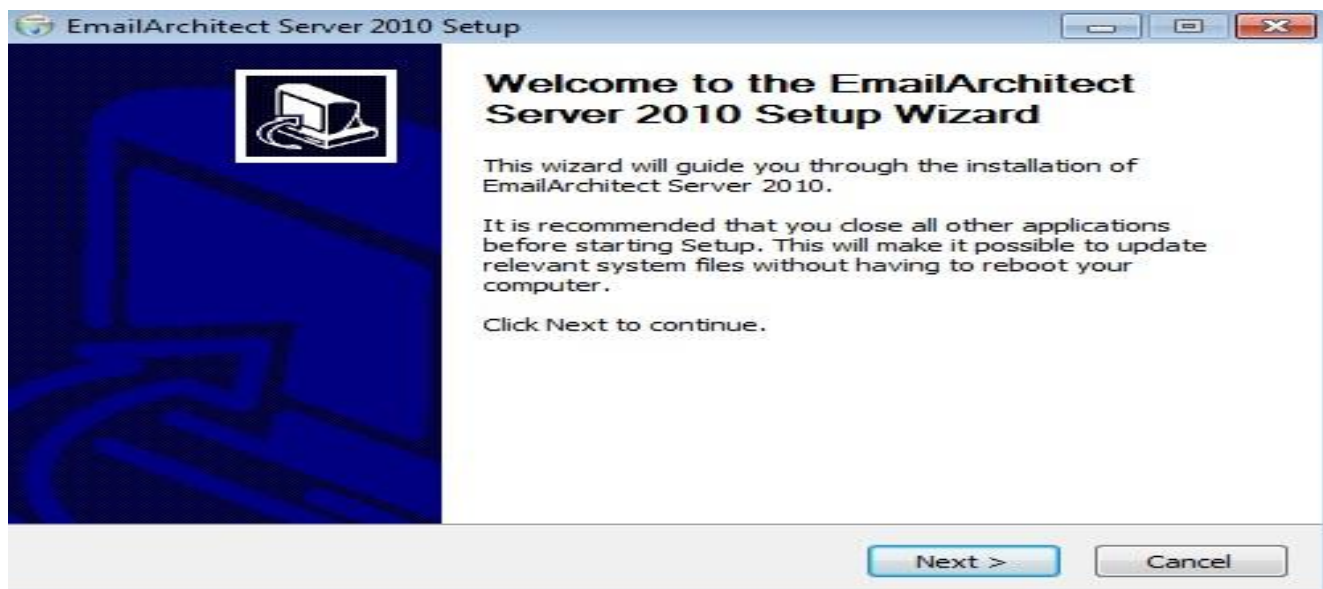 EmailArchitect Server 2010 Setup
Welcome to the EmailArchitect
Server 2010 Setup Wizard
This wizard will guide you through the installation of
EmailArchitect Server 2010.
It is recommended that you close all other applications
before starting Setup. This will make it possible to update
relevant system files without having to reboot your
computer.
Click Next to continue.
Next >
Cancel